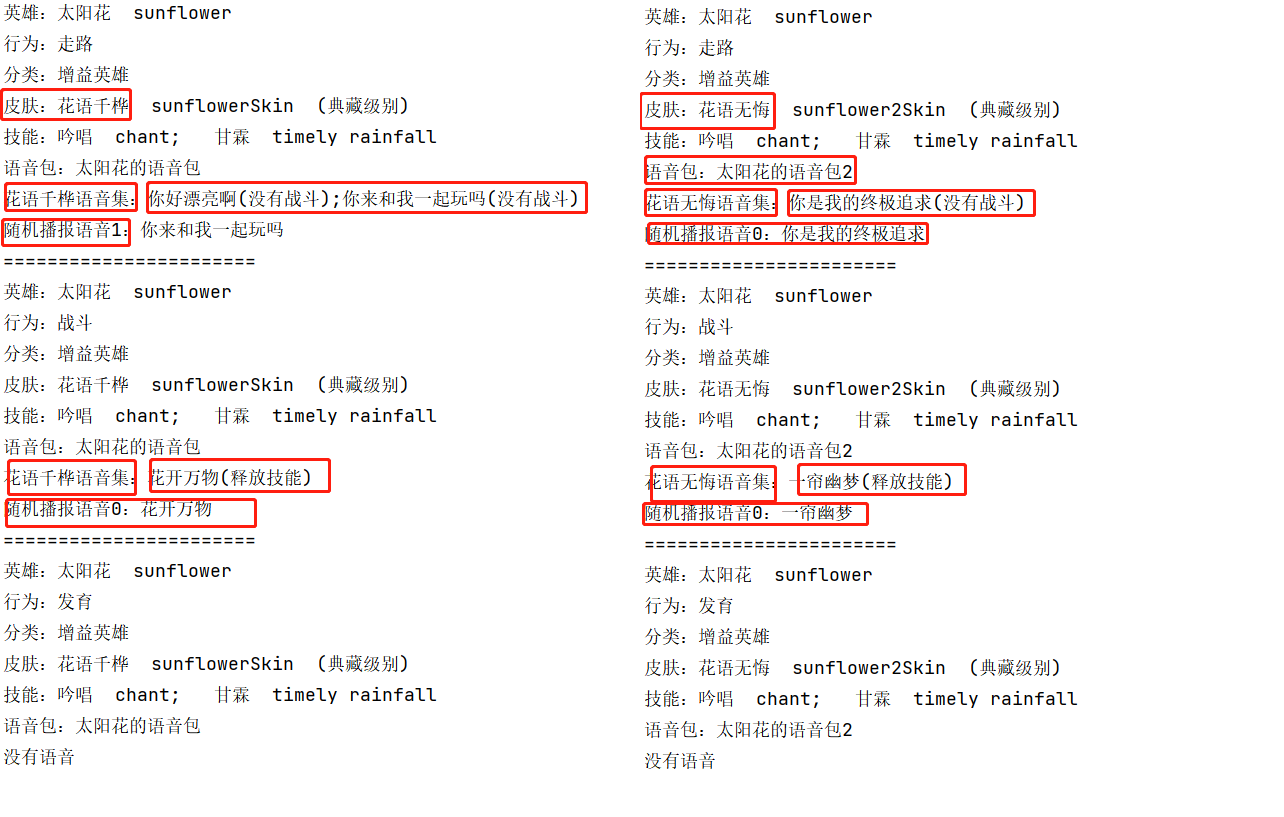 英雄：太阳花  sunflower
行为：走路
分类：增益英雄
皮肤：花语千桦  sunflowerSkin  (典藏级别)
技能：吟唱  chant;   甘霖  timely rainfall
语音包：太阳花的语音包
花语千桦语音集：你好漂亮啊(没有战斗);你来和我一起玩吗(没有战斗)
随机播报语音1：你来和我一起玩吗
=======================
英雄：太阳花  sunflower
行为：战斗
分类：增益英雄
皮肤：花语千桦  sunflowerSkin  (典藏级别)
技能：吟唱  chant;   甘霖  timely rainfall
语音包：太阳花的语音包
花语千桦语音集：花开万物(释放技能)
随机播报语音0：花开万物
=======================
英雄：太阳花  sunflower
行为：发育
分类：增益英雄
皮肤：花语千桦  sunflowerSkin  (典藏级别)
技能：吟唱  chant;   甘霖  timely rainfall
语音包：太阳花的语音包
没有语音
英雄：太阳花  sunflower
行为：走路
分类：增益英雄
皮肤：花语无悔  sunflower2Skin  (典藏级别)
技能：吟唱  chant;   甘霖  timely rainfall
语音包：太阳花的语音包2
花语无悔语音集：你是我的终极追求(没有战斗)
随机播报语音0：你是我的终极追求
=======================
英雄：太阳花  sunflower
行为：战斗
分类：增益英雄
皮肤：花语无悔  sunflower2Skin  (典藏级别)
技能：吟唱  chant;   甘霖  timely rainfall
语音包：太阳花的语音包2
花语无悔语音集：一帘幽梦(释放技能)
随机播报语音0：一帘幽梦
=======================
英雄：太阳花  sunflower
行为：发育
分类：增益英雄
皮肤：花语无悔  sunflower2Skin  (典藏级别)
技能：吟唱  chant;   甘霖  timely rainfall
语音包：太阳花的语音包2
没有语音